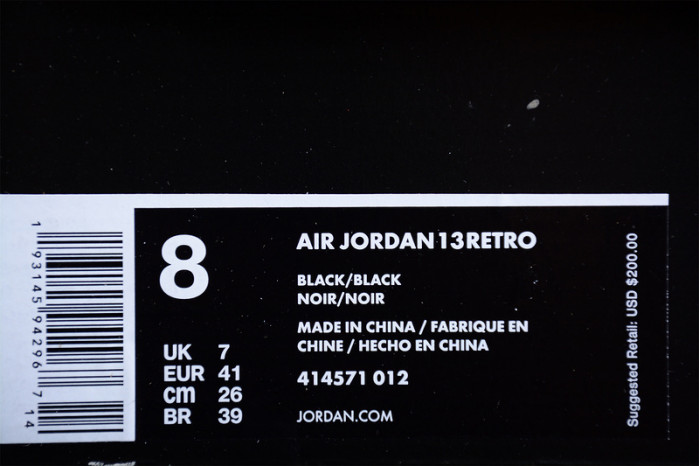 1 93145 94296 7 14
8
UK 7
EUR 41
cm 26
BR 39
AIR JORDAN 13RETRO
BLACK/BLACK
NOIR/NOIR
MADE IN CHINA / FABRIQUE EN
CHINE / HECHO EN CHINA
414571 012
JORDAN.COM
Suggested Retail: USD $200.00